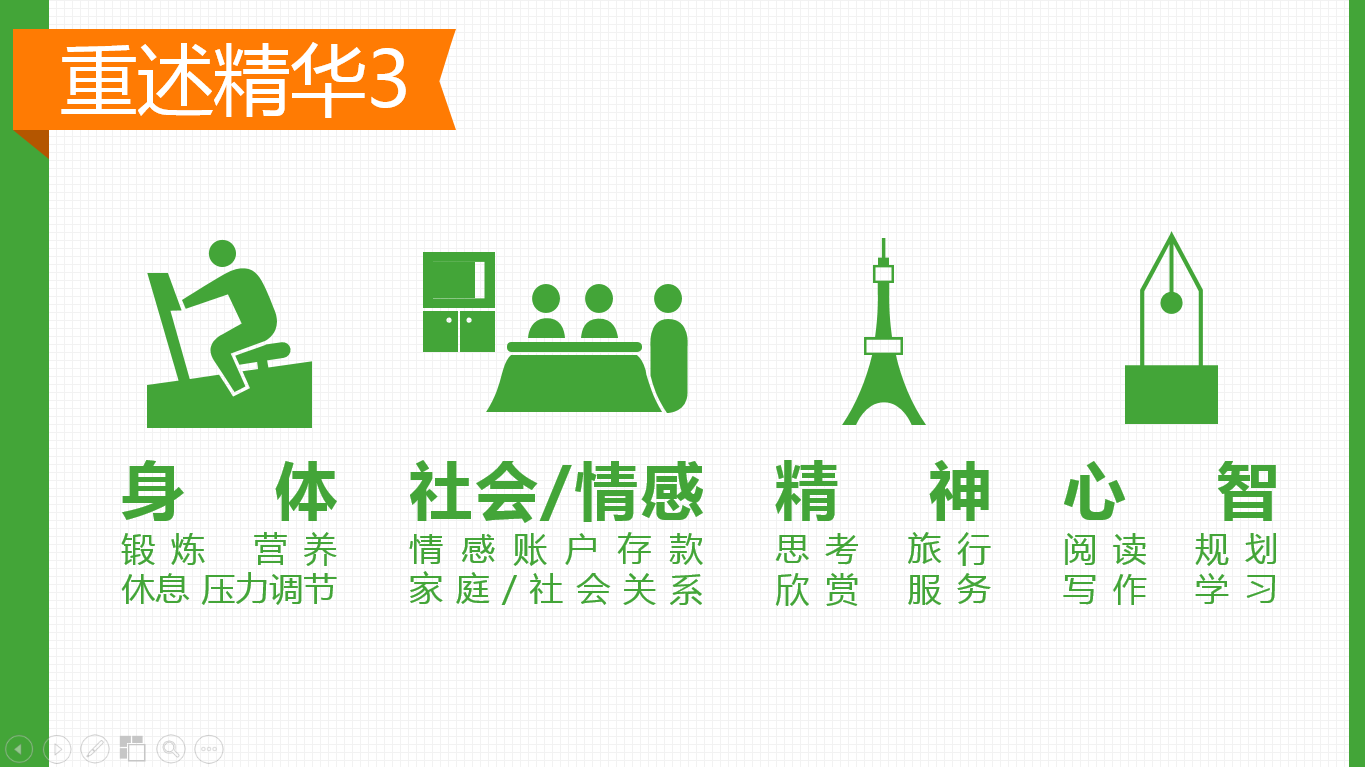 重述精华3
身体
锻炼 营养
休息 压力调节
社会/情感
情感账户存款
家庭/社会关系
精神
思考 旅行
欣赏 服务
心智
阅读 规划
写作 学习